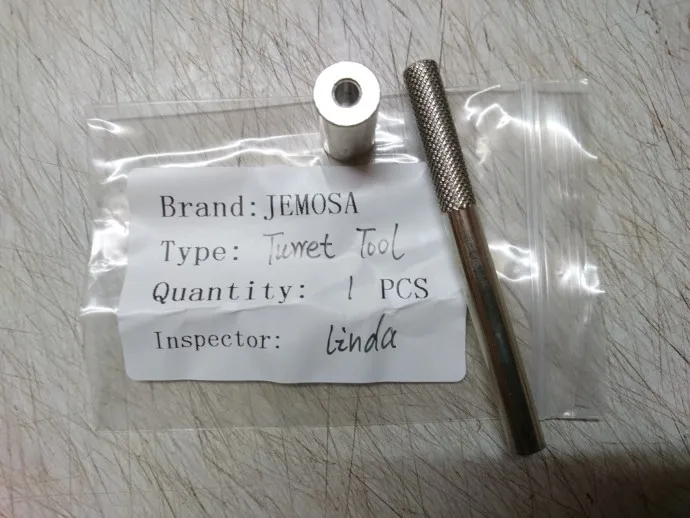 Brand: JEMOSA
Type: Turret Tool
Quantity: 1 PCS
Inspector: Linda